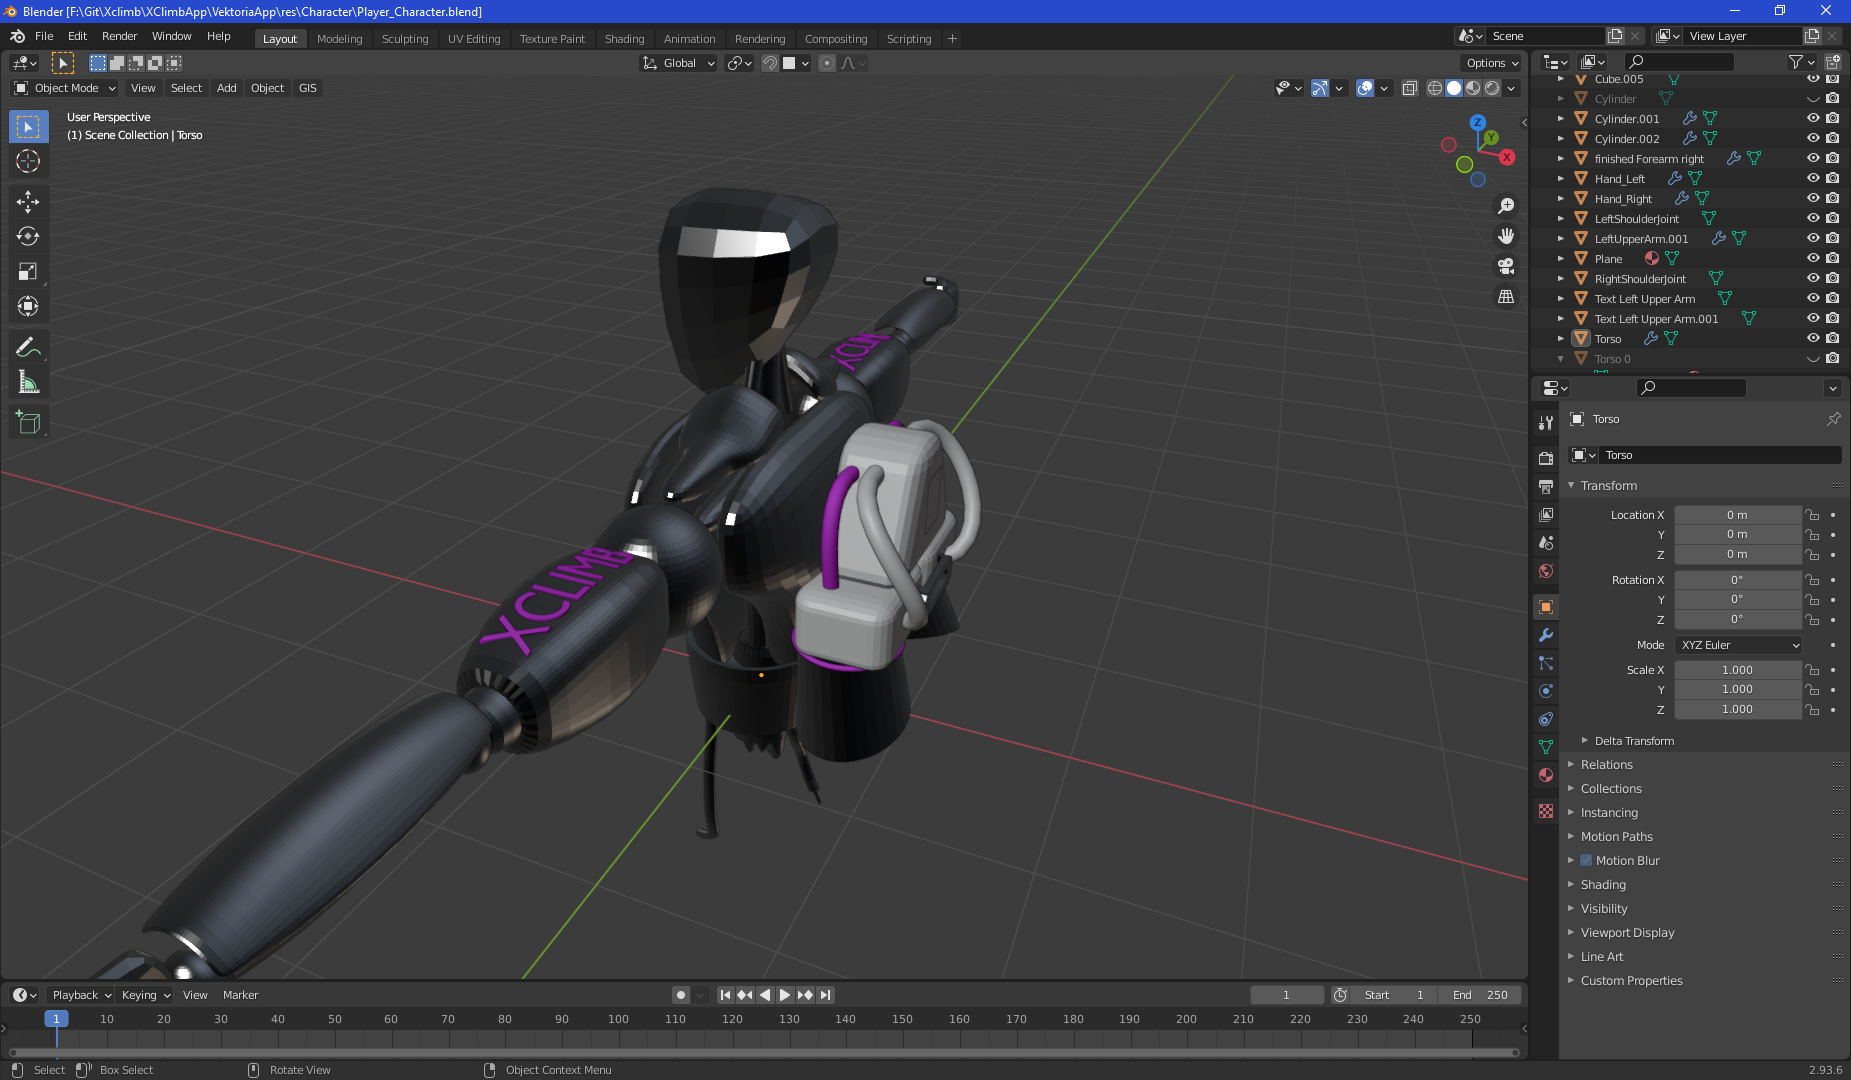 Blender [F:\Git\Xclimb\XClimbApp\VektoriaApp\res\Character\Player_Character.blend]
File Edit Render Window Help
Layout Modeling Sculpting UV Editing Texture Paint Shading Animation Rendering Compositing Scripting +
Scene
View Layer
Global
Options
Object Mode View Select Add Object GIS
User Perspective
(1) Scene Collection | Torso
Z
Y
X
XCLIMB
XCLIM
Cube.005
Cylinder
Cylinder.001
Cylinder.002
finished Forearm right
Hand_Left
Hand_Right
LeftShoulderJoint
LeftUpperArm.001
Plane
RightShoulderJoint
Text Left Upper Arm
Text Left Upper Arm.001
Torso
Torso 0
Torso
Torso
Transform
Location X 0 m
Y 0 m
Z 0 m
Rotation X 0°
Y 0°
Z 0°
Mode XYZ Euler
Scale X 1.000
Y 1.000
Z 1.000
Delta Transform
Relations
Collections
Instancing
Motion Paths
Motion Blur
Shading
Visibility
Viewport Display
Line Art
Custom Properties
Playback Keying View Marker
1
Start 1
End 250
1 10 20 30 40 50 60 70 80 90 100 110 120 130 140 150 160 170 180 190 200 210 220 230 240 250
Select Box Select Rotate View Object Context Menu
2.93.6